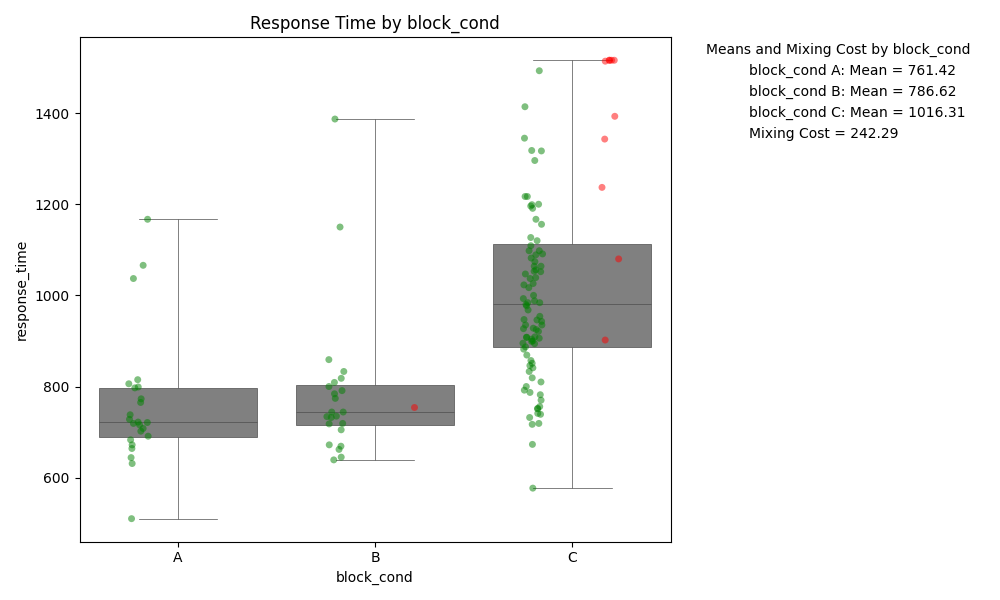 Response Time by block_cond
Means and Mixing Cost by block_cond
block_cond A: Mean = 761.42
block_cond B: Mean = 786.62
block_cond C: Mean = 1016.31
Mixing Cost = 242.29
response_time
1400
1200
1000
800
600
A B C
block_cond